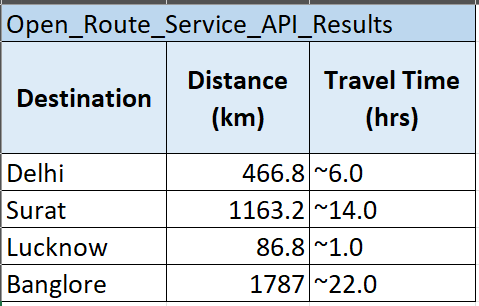 Open_Route_Service_API_Results
Destination Distance (km) Travel Time (hrs)
Delhi 466.8 ~6.0
Surat 1163.2 ~14.0
Lucknow 86.8 ~1.0
Banglore 1787 ~22.0